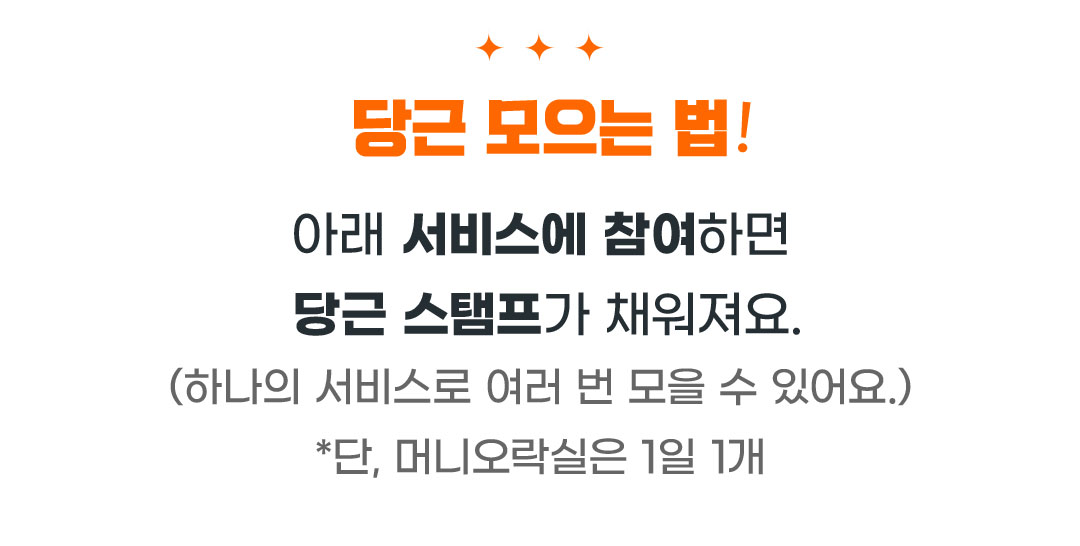 당근 모으는 법!
아래 서비스에 참여하면
당근 스탬프가 채워져요.
(하나의 서비스로 여러 번 모을 수 있어요.)
*단, 머니오락실은 1일 1개